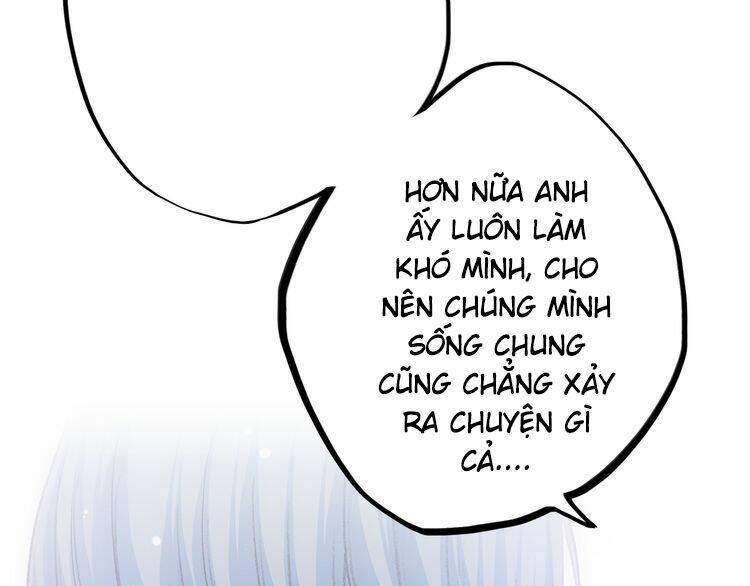 HƠN NỮA ANH
ẤY LUÔN LÀM
KHÓ MÌNH, CHO
NÊN CHÚNG MÌNH
SỐNG CHUNG
CŨNG CHẲNG XẢY
RA CHUYỆN GÌ
CẢ....